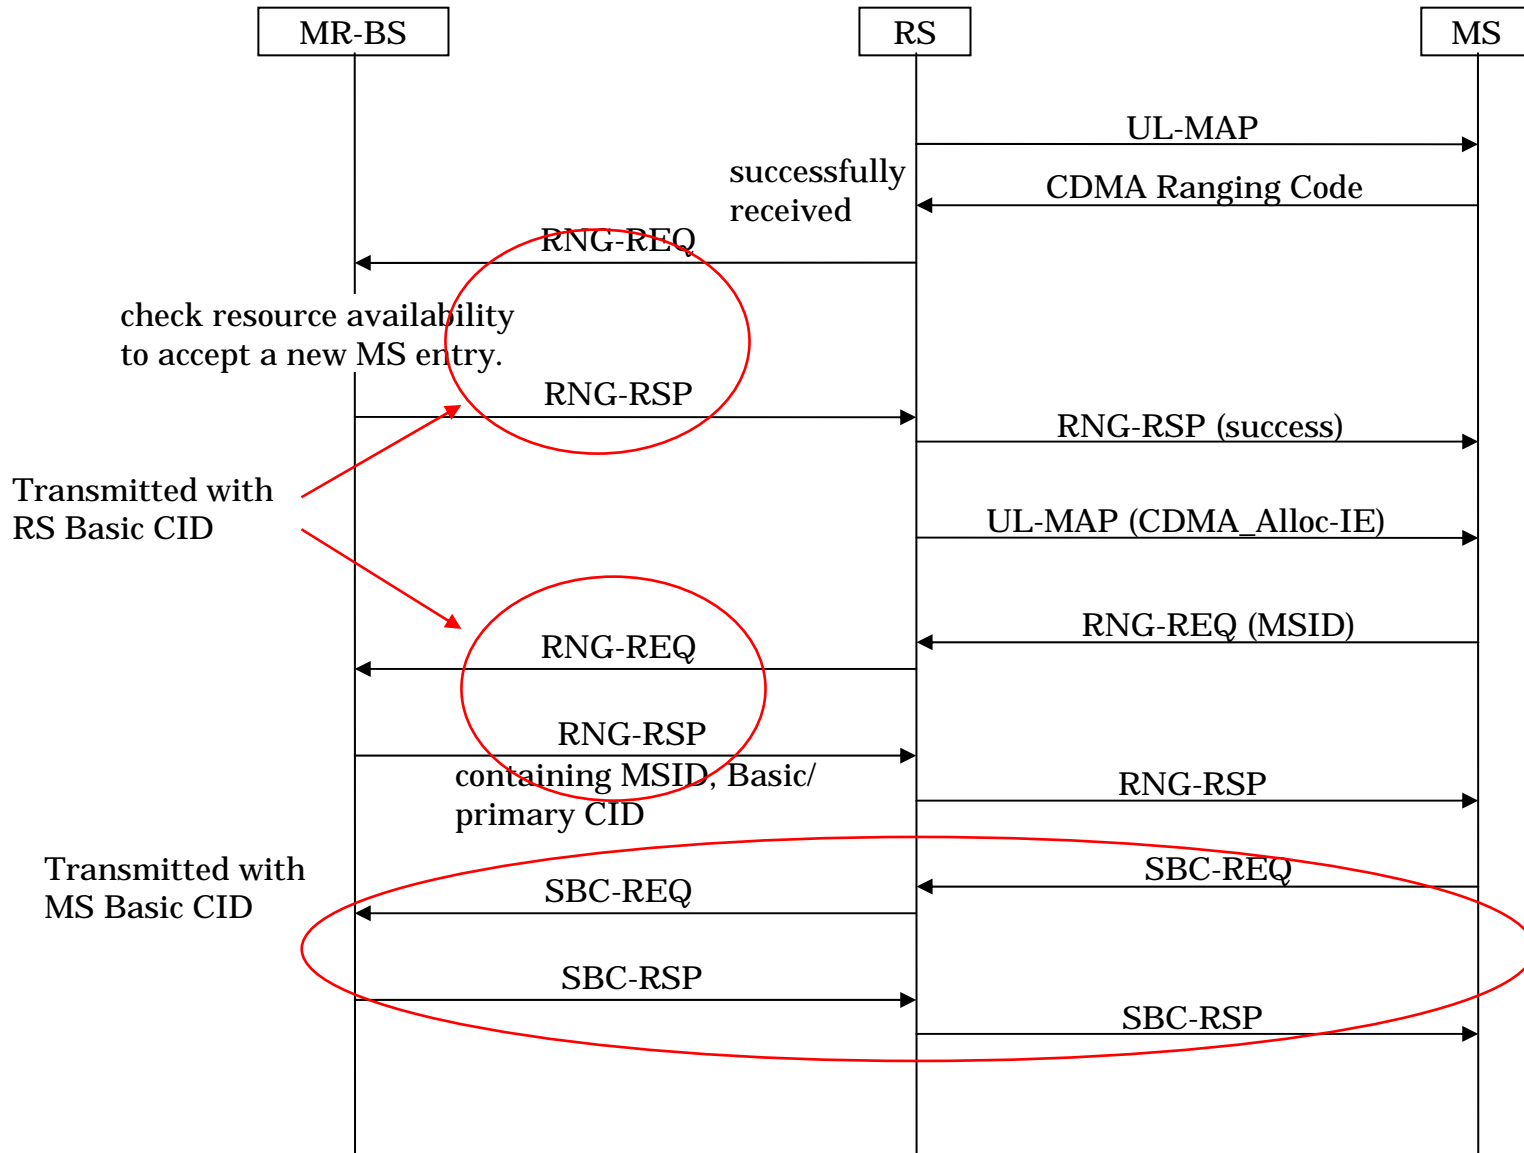 MR-BS
RS
MS
UL-MAP
successfully
received
CDMA Ranging Code
RNG-REQ
check resource availability
to accept a new MS entry.
RNG-RSP
RNG-RSP (success)
Transmitted with
RS Basic CID
UL-MAP (CDMA_Alloc-IE)
RNG-REQ (MSID)
RNG-REQ
RNG-RSP
containing MSID, Basic/
primary CID
RNG-RSP
Transmitted with
MS Basic CID
SBC-REQ
SBC-REQ
SBC-RSP
SBC-RSP